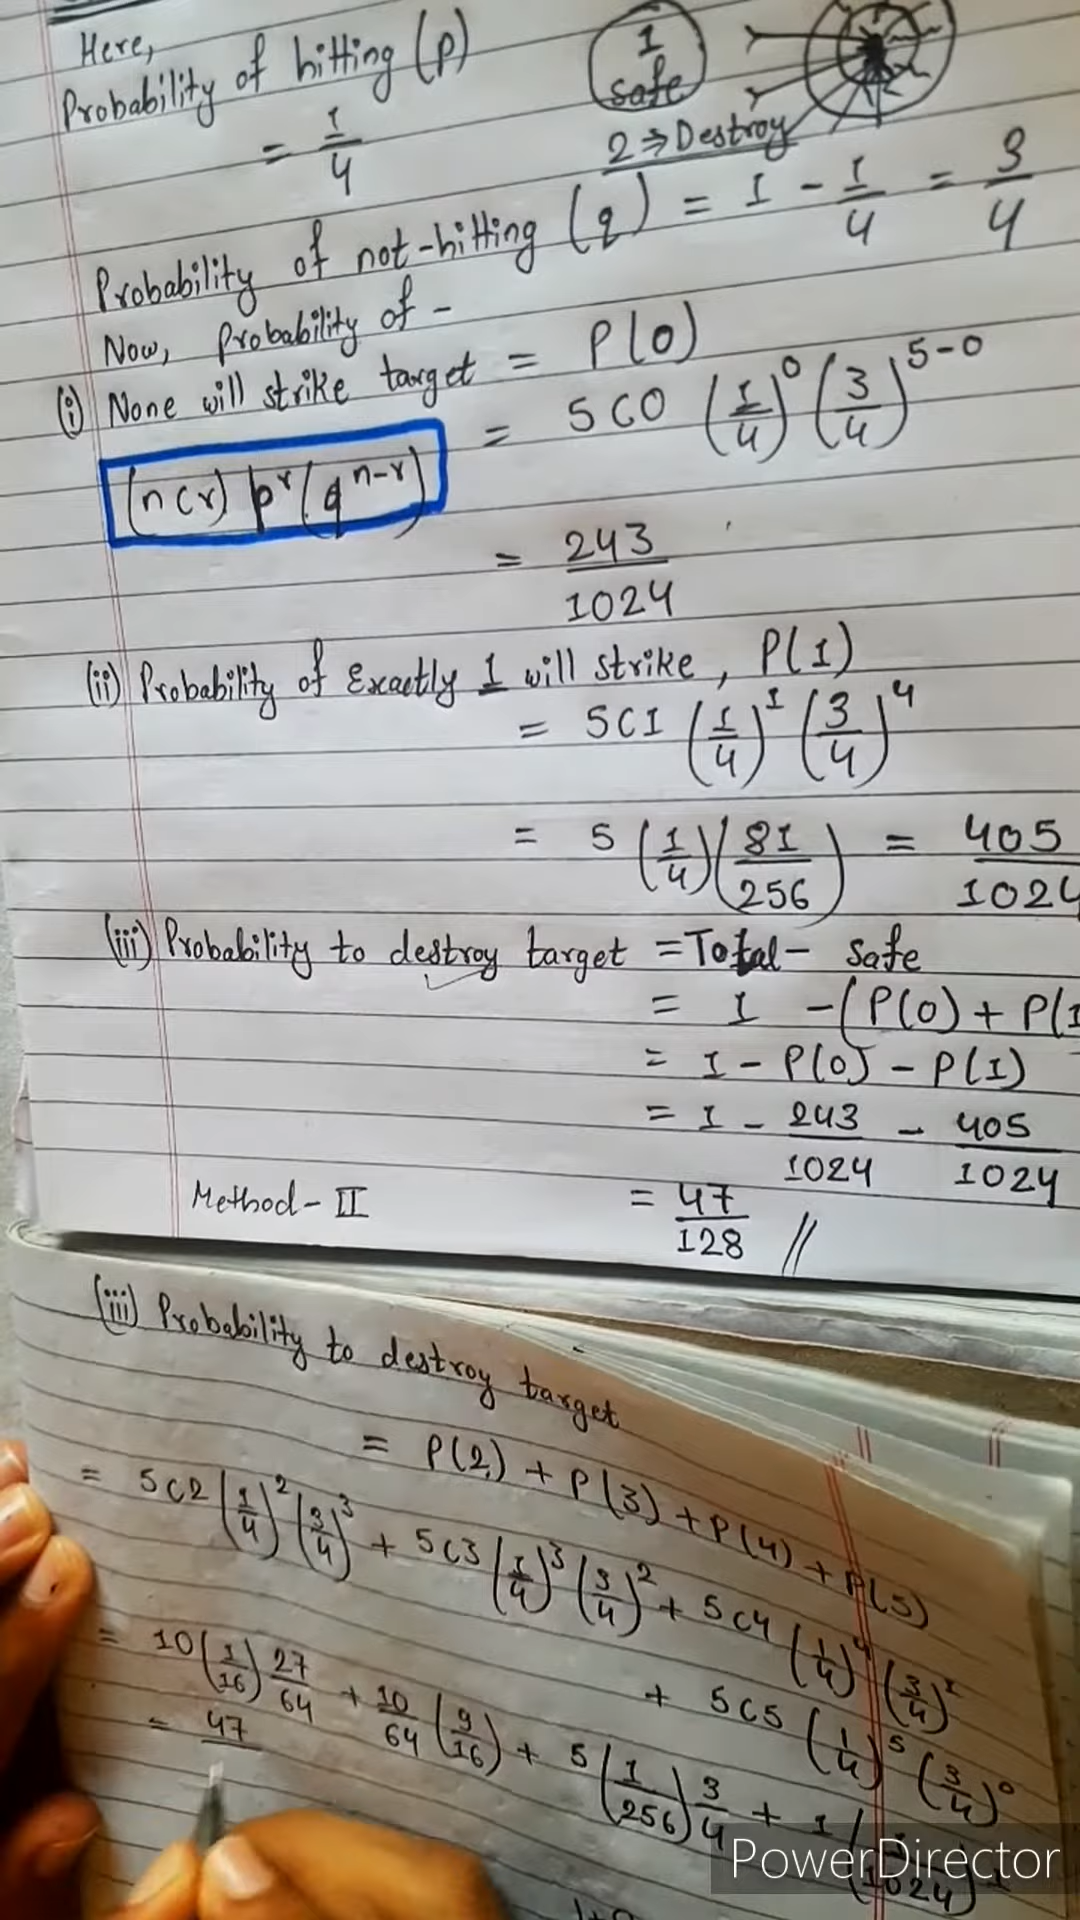 Here,
Probability of hitting (p)
= 1/4
1
safe
2 ⇒ Destroy
Probability of not-hitting (q) = 1 - 1/4 = 3/4
Now, probability of -
(i) None will strike target = P(0)
= 5C0 (1/4)^0 (3/4)^5-0
(nCr) p^r (q^n-r)
= 243/1024
(ii) Probability of Exactly 1 will strike, P(1)
= 5C1 (1/4)^1 (3/4)^4
= 5 (1/4) (81/256) = 405/1024
(iii) Probability to destroy target = Total - safe
= 1 - (P(0) + P(1
= 1 - P(0) - P(1)
= 1 - 243/1024 - 405/1024
Method - II
= 47/128 //
(iii) Probability to destroy target
= P(2) + P(3) + P(4) + P(5)
= 5C2 (1/4)^2 (3/4)^3 + 5C3 (1/4)^3 (3/4)^2 + 5C4 (1/4)^4 (3/4)^1
+ 5C5 (1/4)^5 (3/4)^0
= 10 (1/16) 27/64 + 10/64 (9/16) + 5 (1/256) 3/4 + 1 ( /1024) 1
= 47
PowerDirector